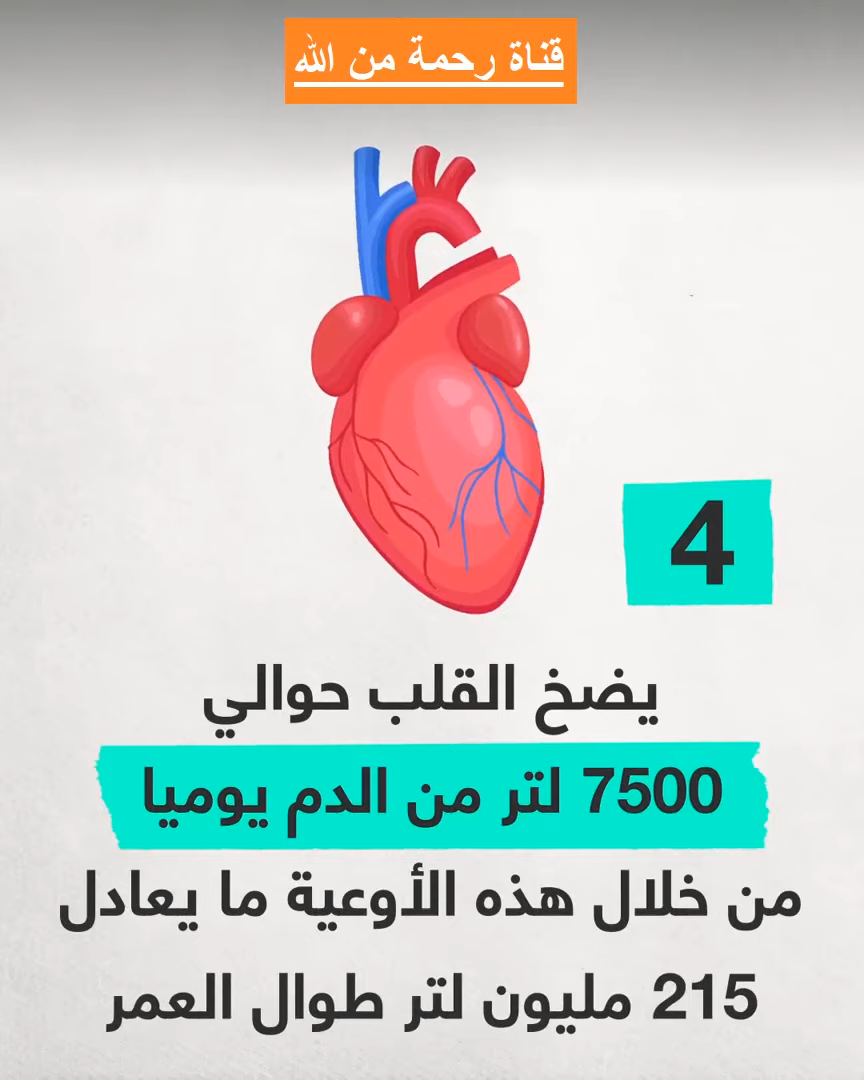 قناة رحمة من الله
4
يضخ القلب حوالي
7500 لتر من الدم يوميا
من خلال هذه الأوعية ما يعادل
215 مليون لتر طوال العمر